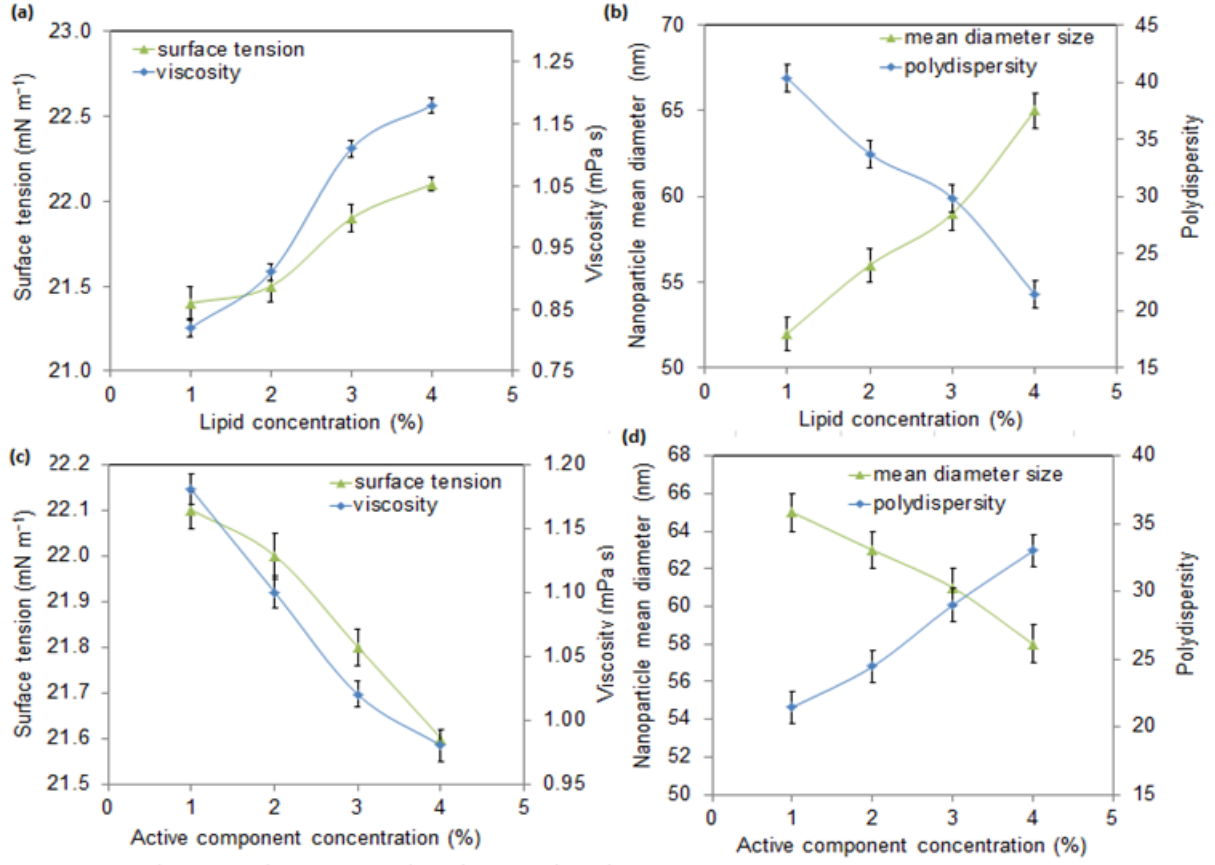 (a)
23.0
22.5
22.0
21.5
21.0
Surface tension (mN m⁻¹)
surface tension
viscosity
1.25
1.15
1.05
0.95
0.85
0.75
Viscosity (mPa s)
0 1 2 3 4 5
Lipid concentration (%)
(b)
70
65
60
55
50
Nanoparticle mean diameter (nm)
mean diameter size
polydispersity
45
40
35
30
25
20
15
Polydispersity
0 1 2 3 4 5
Lipid concentration (%)
(c)
22.2
22.1
22.0
21.9
21.8
21.7
21.6
21.5
Surface tension (mN m⁻¹)
surface tension
viscosity
1.20
1.15
1.10
1.05
1.00
0.95
Viscosity (mPa s)
0 1 2 3 4 5
Active component concentration (%)
(d)
68
66
64
62
60
58
56
54
52
50
Nanoparticle mean diameter (nm)
mean diameter size
polydispersity
40
35
30
25
20
15
Polydispersity
0 1 2 3 4 5
Active component concentration (%)